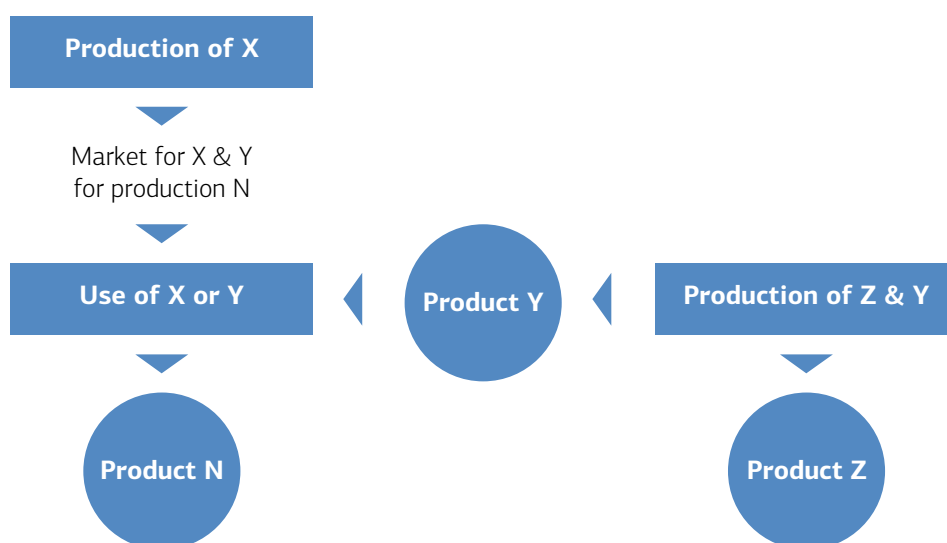 Production of X
Market for X & Y
for production N
Use of X or Y
Product Y
Production of Z & Y
Product N
Product Z